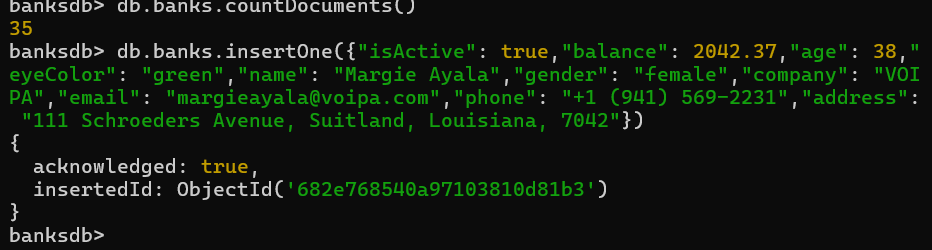 banksdb> db.banks.countDocuments()
35
banksdb> db.banks.insertOne({"isActive": true,"balance": 2042.37,"age": 38,"
eyeColor": "green","name": "Margie Ayala","gender": "female","company": "VOI
PA","email": "margieayala@voipa.com","phone": "+1 (941) 569-2231","address":
 "111 Schroeders Avenue, Suitland, Louisiana, 7042"})
{
  acknowledged: true,
  insertedId: ObjectId('682e768540a97103810d81b3')
}
banksdb>